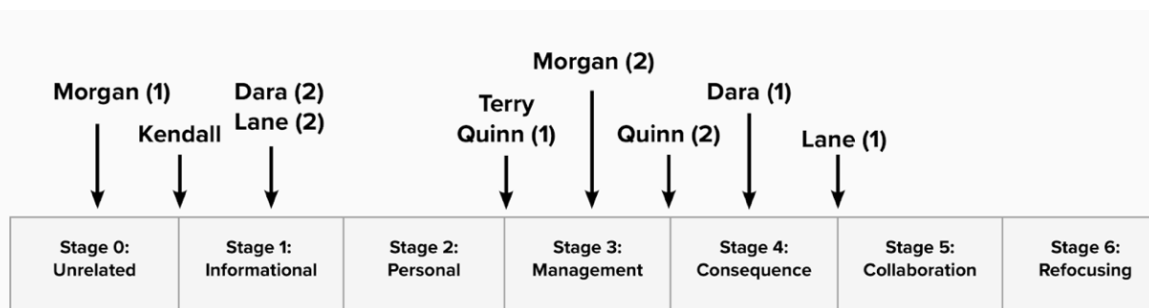 Morgan (2)
Morgan (1)
Dara (2)
Dara (1)
Terry
Kendall
Lane (2)
Quinn (1)
Quinn (2)
Lane (1)
Stage 0:
Unrelated
Stage 1:
Informational
Stage 2:
Personal
Stage 3:
Management
Stage 4:
Consequence
Stage 5:
Collaboration
Stage 6:
Refocusing